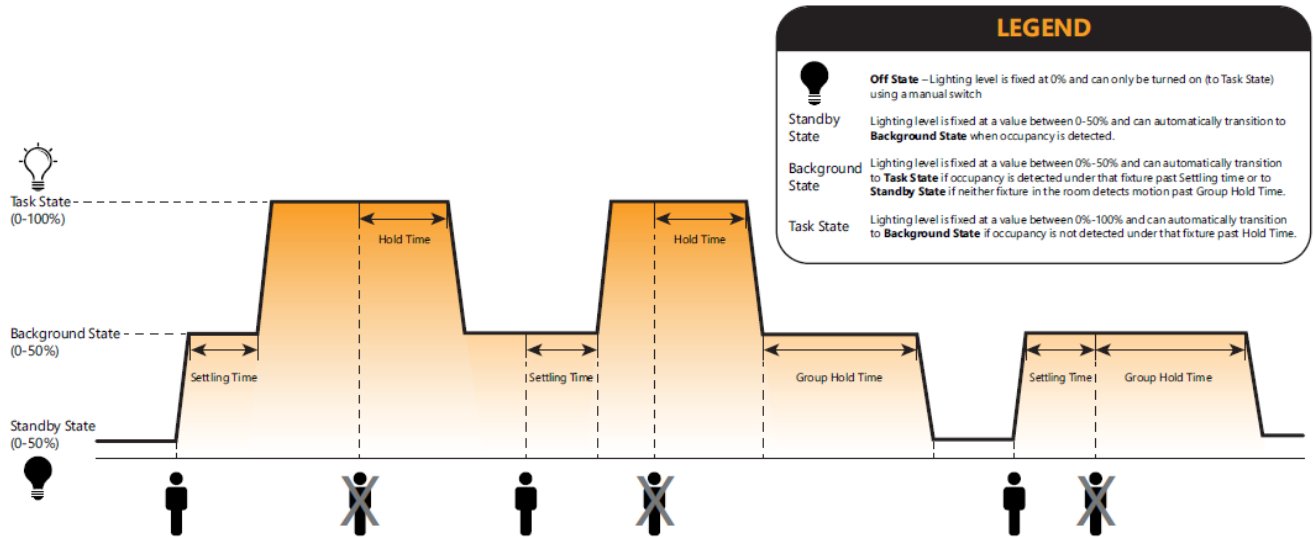 LEGEND
Off State – Lighting level is fixed at 0% and can only be turned on (to Task State)
using a manual switch
Standby
State
Lighting level is fixed at a value between 0-50% and can automatically transition to
Background State when occupancy is detected.
Background
State
Lighting level is fixed at a value between 0%-50% and can automatically transition
to Task State if occupancy is detected under that fixture past Settling time or to
Standby State if neither fixture in the room detects motion past Group Hold Time.
Task State
Lighting level is fixed at a value between 0%-100% and can automatically transition
to Background State if occupancy is not detected under that fixture past Hold Time.
Task State
(0-100%)
Hold Time
Hold Time
Background State
(0-50%)
Settling Time
Settling Time
Group Hold Time
Settling Time
Group Hold Time
Standby State
(0-50%)